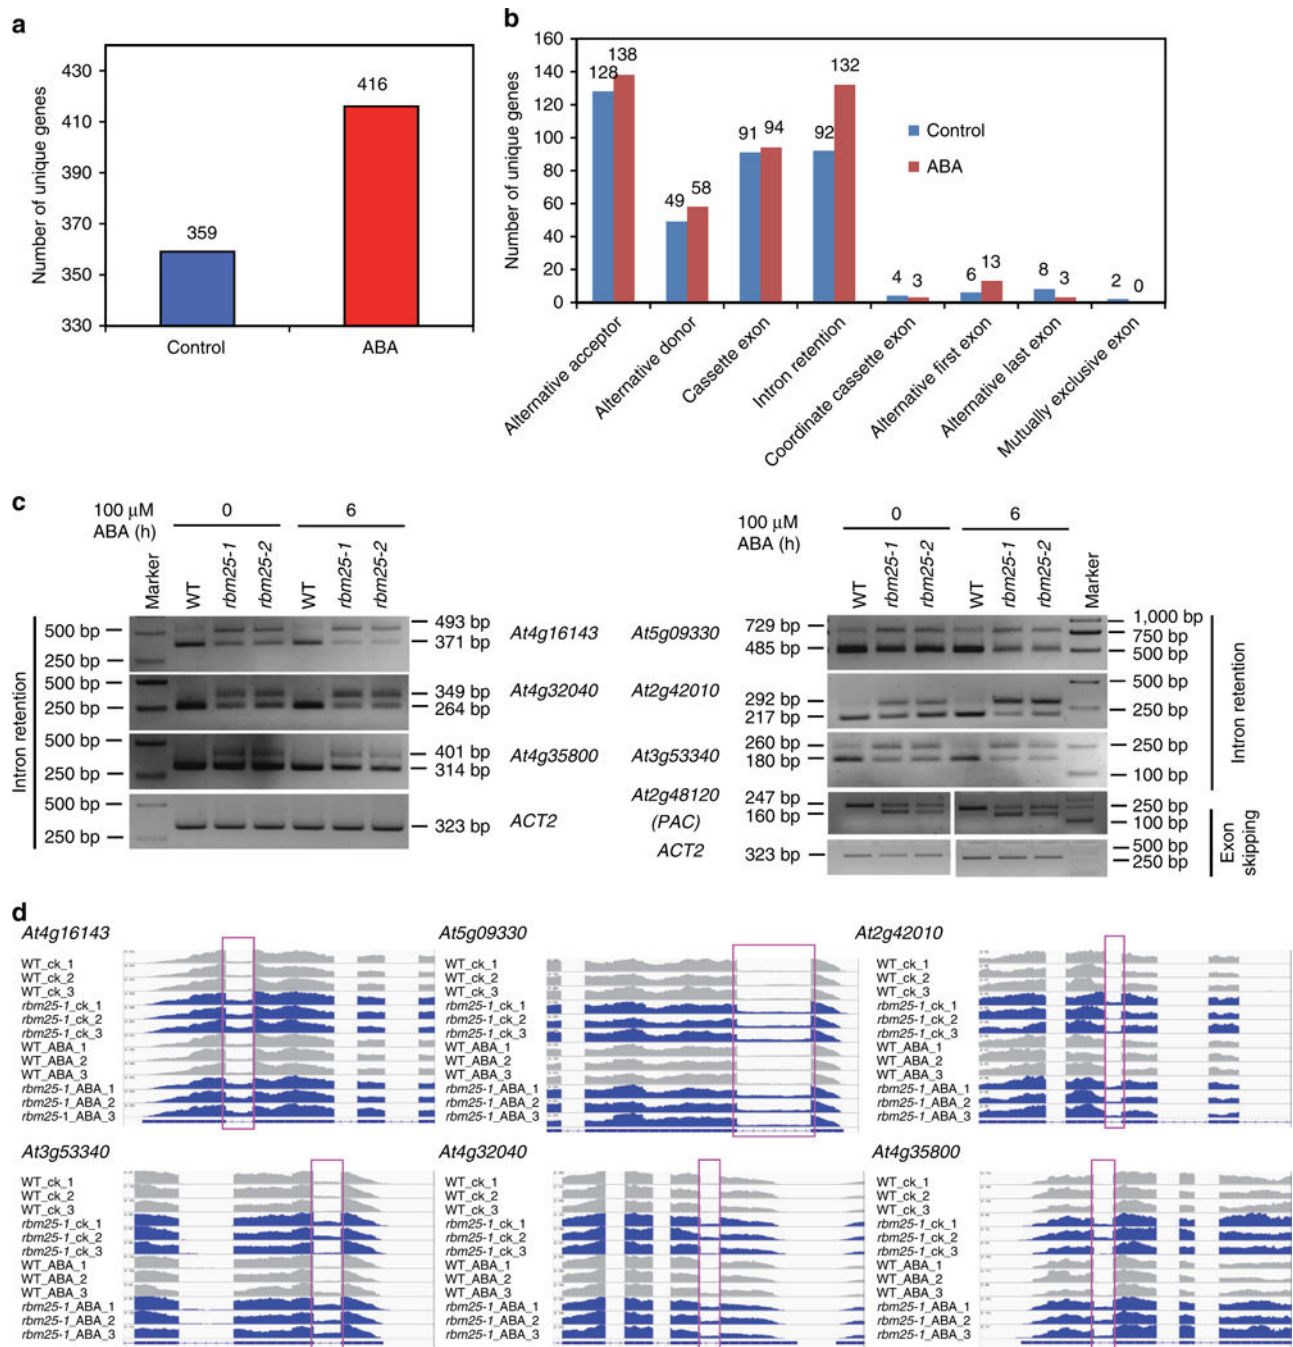 a
Number of unique genes
430
410
390
370
350
330
359
416
Control
ABA
b
Number of unique genes
160
140
120
100
80
60
40
20
0
128
138
49
58
91
94
92
132
4
3
6
13
8
3
2
0
Control
ABA
Alternative acceptor
Alternative donor
Cassette exon
Intron retention
Coordinate cassette exon
Alternative first exon
Alternative last exon
Mutually exclusive exon
c
100 μM
ABA (h)
0
6
Marker
WT
rbm25-1
rbm25-2
WT
rbm25-1
rbm25-2
Intron retention
500 bp
250 bp
493 bp
371 bp
At4g16143
500 bp
250 bp
349 bp
264 bp
At4g32040
500 bp
250 bp
401 bp
314 bp
At4g35800
500 bp
250 bp
323 bp
ACT2
100 μM
ABA (h)
0
6
WT
rbm25-1
rbm25-2
WT
rbm25-1
rbm25-2
Marker
At5g09330
729 bp
485 bp
1,000 bp
750 bp
500 bp
At2g42010
292 bp
217 bp
500 bp
250 bp
At3g53340
260 bp
180 bp
250 bp
100 bp
Intron retention
At2g48120
(PAC)
247 bp
160 bp
250 bp
100 bp
ACT2
323 bp
500 bp
250 bp
Exon
skipping
d
At4g16143
WT_ck_1
WT_ck_2
WT_ck_3
rbm25-1_ck_1
rbm25-1_ck_2
rbm25-1_ck_3
WT_ABA_1
WT_ABA_2
WT_ABA_3
rbm25-1_ABA_1
rbm25-1_ABA_2
rbm25-1_ABA_3
At5g09330
WT_ck_1
WT_ck_2
WT_ck_3
rbm25-1_ck_1
rbm25-1_ck_2
rbm25-1_ck_3
WT_ABA_1
WT_ABA_2
WT_ABA_3
rbm25-1_ABA_1
rbm25-1_ABA_2
rbm25-1_ABA_3
At2g42010
WT_ck_1
WT_ck_2
WT_ck_3
rbm25-1_ck_1
rbm25-1_ck_2
rbm25-1_ck_3
WT_ABA_1
WT_ABA_2
WT_ABA_3
rbm25-1_ABA_1
rbm25-1_ABA_2
rbm25-1_ABA_3
At3g53340
WT_ck_1
WT_ck_2
WT_ck_3
rbm25-1_ck_1
rbm25-1_ck_2
rbm25-1_ck_3
WT_ABA_1
WT_ABA_2
WT_ABA_3
rbm25-1_ABA_1
rbm25-1_ABA_2
rbm25-1_ABA_3
At4g32040
WT_ck_1
WT_ck_2
WT_ck_3
rbm25-1_ck_1
rbm25-1_ck_2
rbm25-1_ck_3
WT_ABA_1
WT_ABA_2
WT_ABA_3
rbm25-1_ABA_1
rbm25-1_ABA_2
rbm25-1_ABA_3
At4g35800
WT_ck_1
WT_ck_2
WT_ck_3
rbm25-1_ck_1
rbm25-1_ck_2
rbm25-1_ck_3
WT_ABA_1
WT_ABA_2
WT_ABA_3
rbm25-1_ABA_1
rbm25-1_ABA_2
rbm25-1_ABA_3